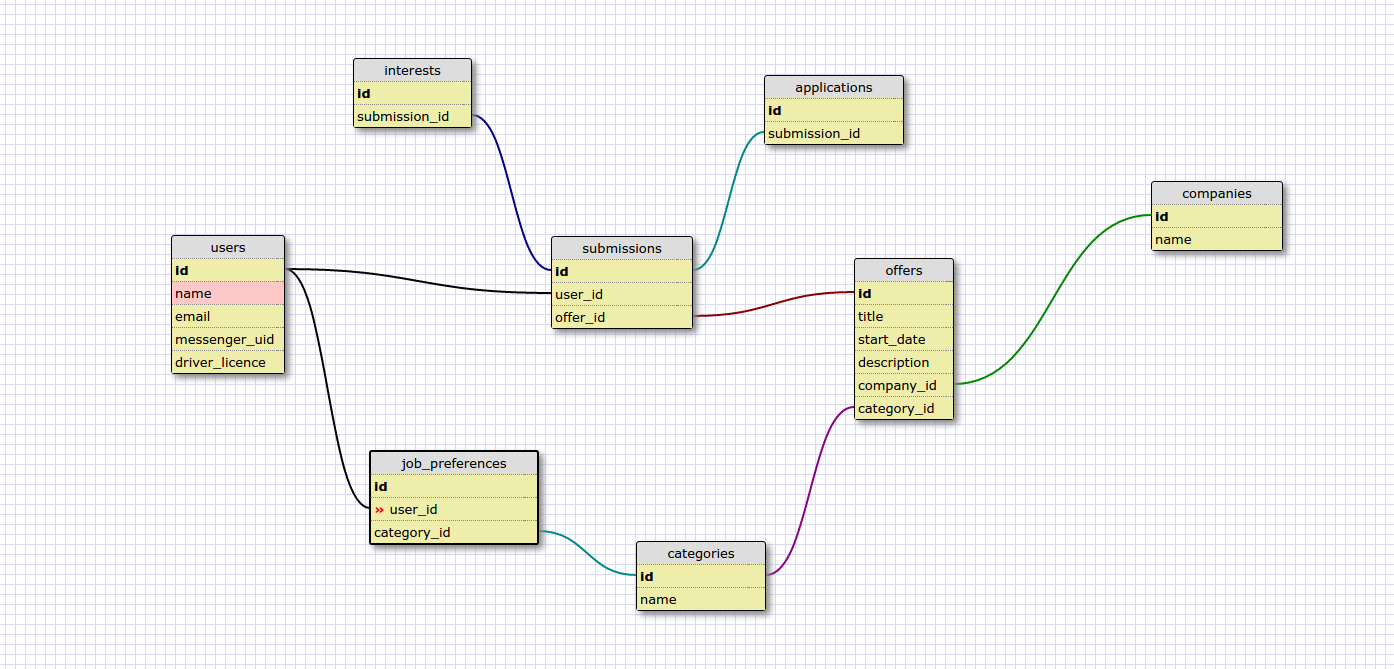 interests
id
submission_id
applications
id
submission_id
companies
id
name
users
id
name
email
messenger_uid
driver_licence
submissions
id
user_id
offer_id
offers
id
title
start_date
description
company_id
category_id
job_preferences
id
» user_id
category_id
categories
id
name